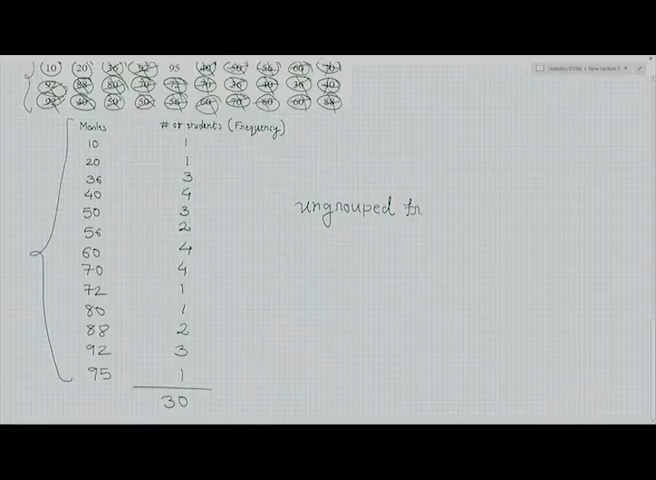 10 20 36 92 95 40 50 56 60 70
92 88 80 70 72 70 36 40 36 40
92 40 50 50 56 60 70 60 60 88
Marks # of students (Frequency)
10 1
20 1
36 3
40 4
50 3
56 2
60 4
70 4
72 1
80 1
88 2
92 3
95 1
30
ungrouped fr